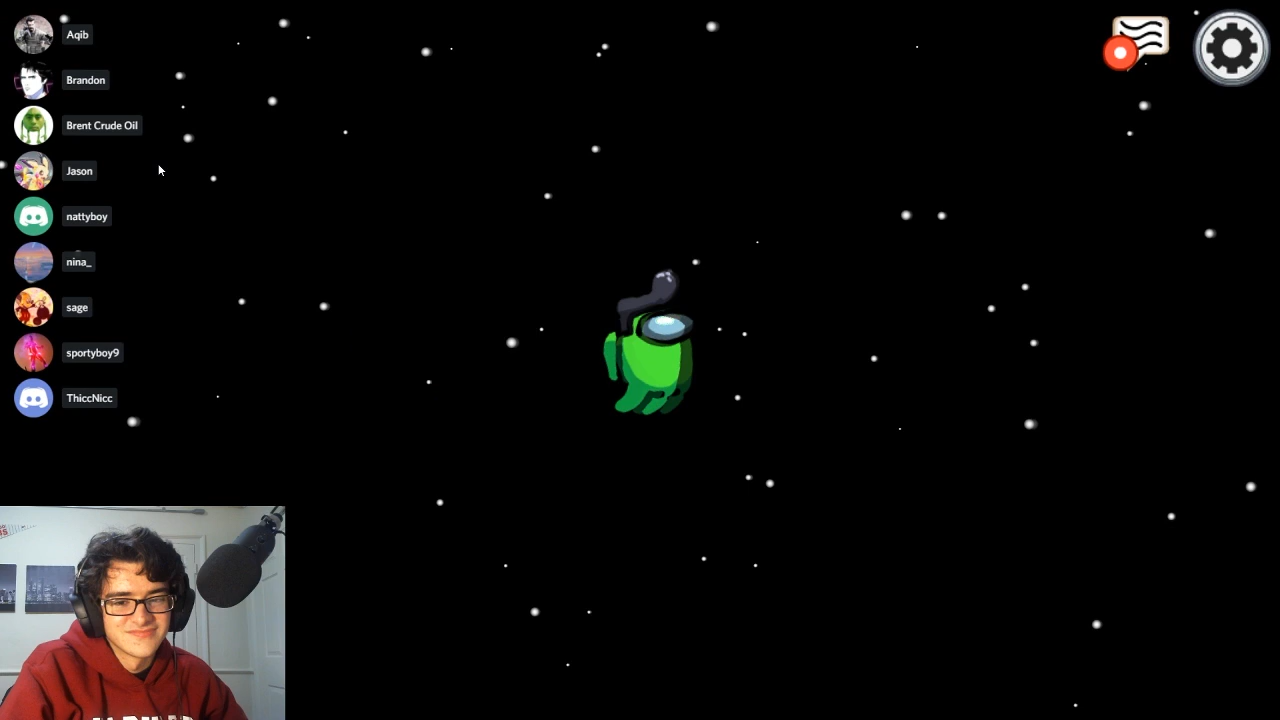 Aqib
Brandon
Brent Crude Oil
Jason
nattyboy
nina_
sage
sportyboy9
ThiccNicc